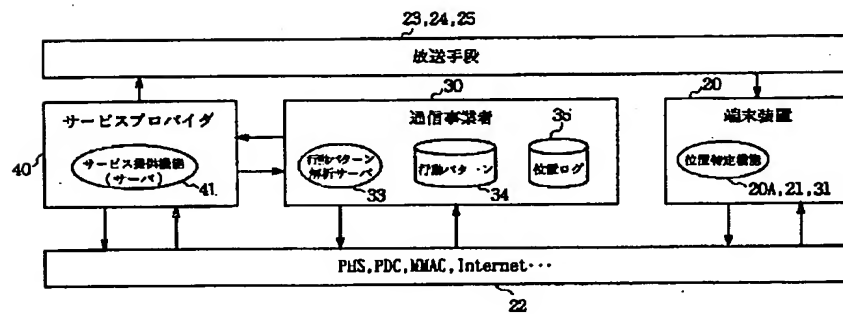 23,24,25
放送手段
30
20
サービスプロバイダ
通信事業者
35
端末装置
40
サービス提供機能
(サーバ)
41
行動パターン
解析サーバ
33
行動パターン
34
位置ログ
位置特定機能
20A,21,31
PHS,PDC,MMAC,Internet･･･
22